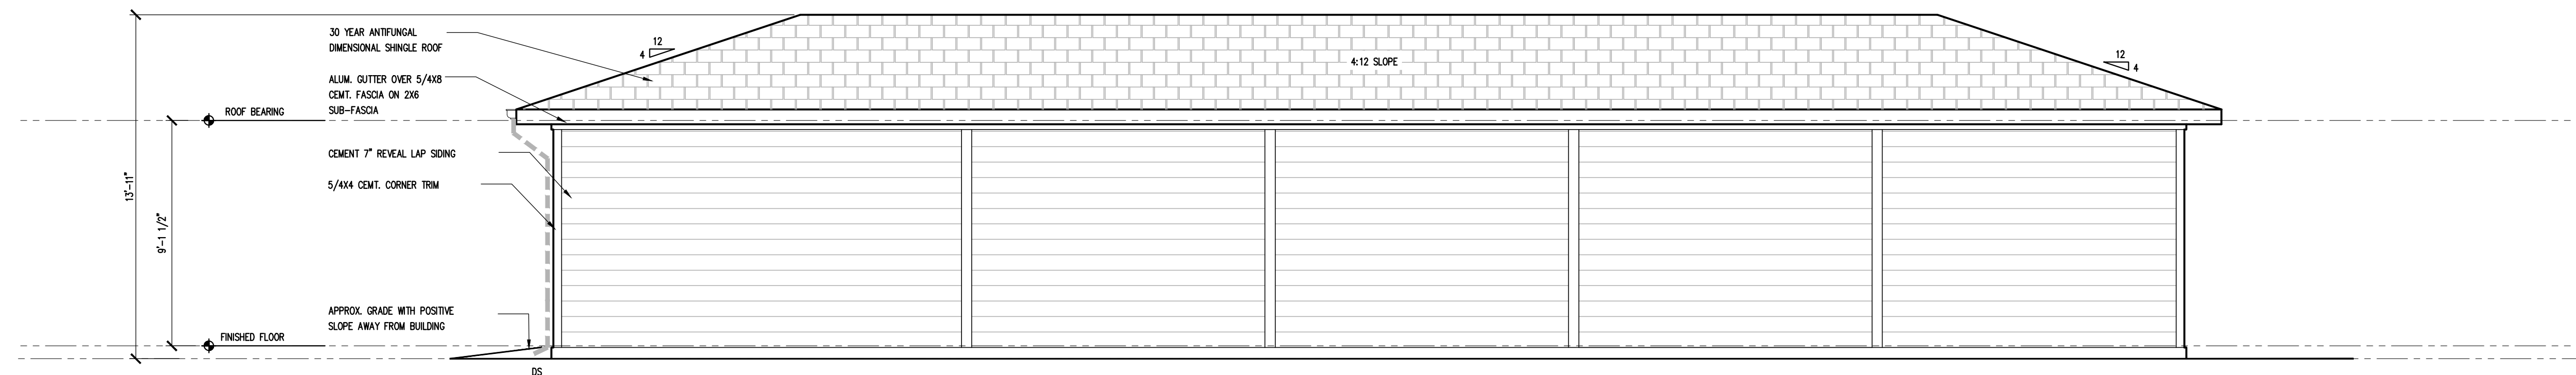 30 YEAR ANTIFUNGAL
DIMENSIONAL SHINGLE ROOF
12
4
4:12 SLOPE
12
4
ALUM. GUTTER OVER 5/4X8
CEMT. FASCIA ON 2X6
SUB-FASCIA
ROOF BEARING
CEMENT 7" REVEAL LAP SIDING
5/4X4 CEMT. CORNER TRIM
13'-11"
9'-1 1/2"
APPROX. GRADE WITH POSITIVE
SLOPE AWAY FROM BUILDING
FINISHED FLOOR
DS